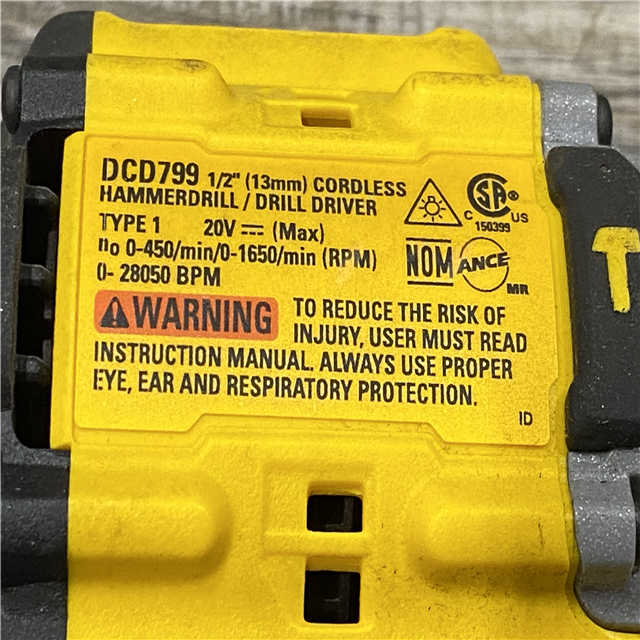 DCD799 1/2" (13mm) CORDLESS
HAMMERDRILL / DRILL DRIVER
TYPE 1 20V ⎓ (Max)
no 0-450/min/0-1650/min (RPM)
0- 28050 BPM
SA®
C US
150399
NOM ANCE
MR
WARNING TO REDUCE THE RISK OF
INJURY, USER MUST READ
INSTRUCTION MANUAL. ALWAYS USE PROPER
EYE, EAR AND RESPIRATORY PROTECTION.
ID
T